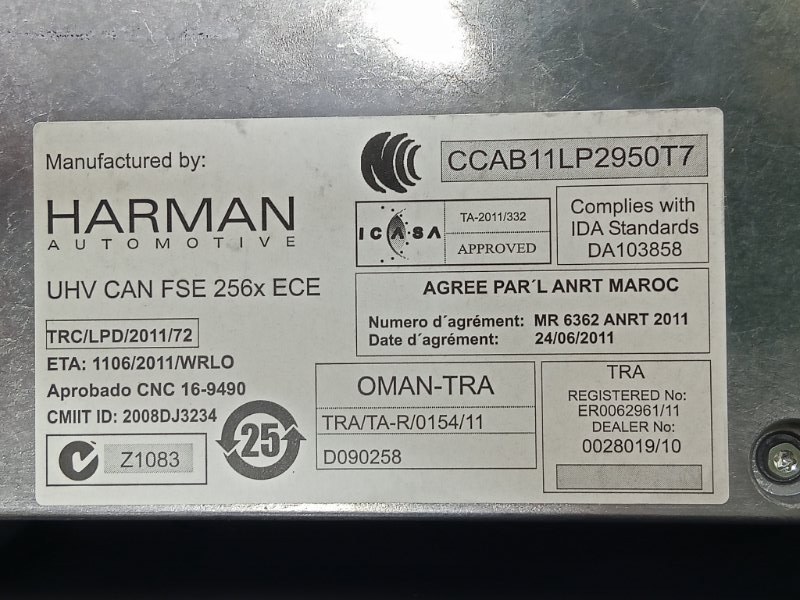 Manufactured by:
HARMAN
AUTOMOTIVE
UHV CAN FSE 256x ECE
TRC/LPD/2011/72
ETA: 1106/2011/WRLO
Aprobado CNC 16-9490
CMIIT ID: 2008DJ3234
Z1083
25
CCAB11LP2950T7
ICASA
TA-2011/332
APPROVED
Complies with
IDA Standards
DA103858
AGREE PAR´L ANRT MAROC
Numero d´agrément: MR 6362 ANRT 2011
Date d´agrément: 24/06/2011
OMAN-TRA
TRA/TA-R/0154/11
D090258
TRA
REGISTERED No:
ER0062961/11
DEALER No:
0028019/10